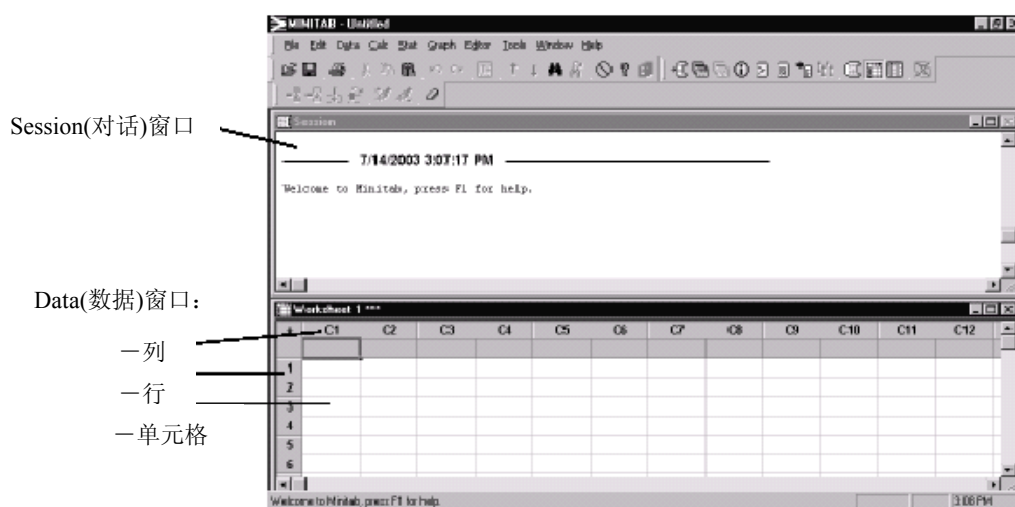 MINITAB - Untitled
File Edit Data Calc Stat Graph Editor Tools Window Help
Session(对话)窗口
Session
7/14/2003 3:07:17 PM
Welcome to Minitab, press F1 for help.
Data(数据)窗口：
Worksheet 1 ***
C1 C2 C3 C4 C5 C6 C7 C8 C9 C10 C11 C12
－列
－行
－单元格
1
2
3
4
5
6
Welcome to Minitab, press F1 for help.
3:08 PM